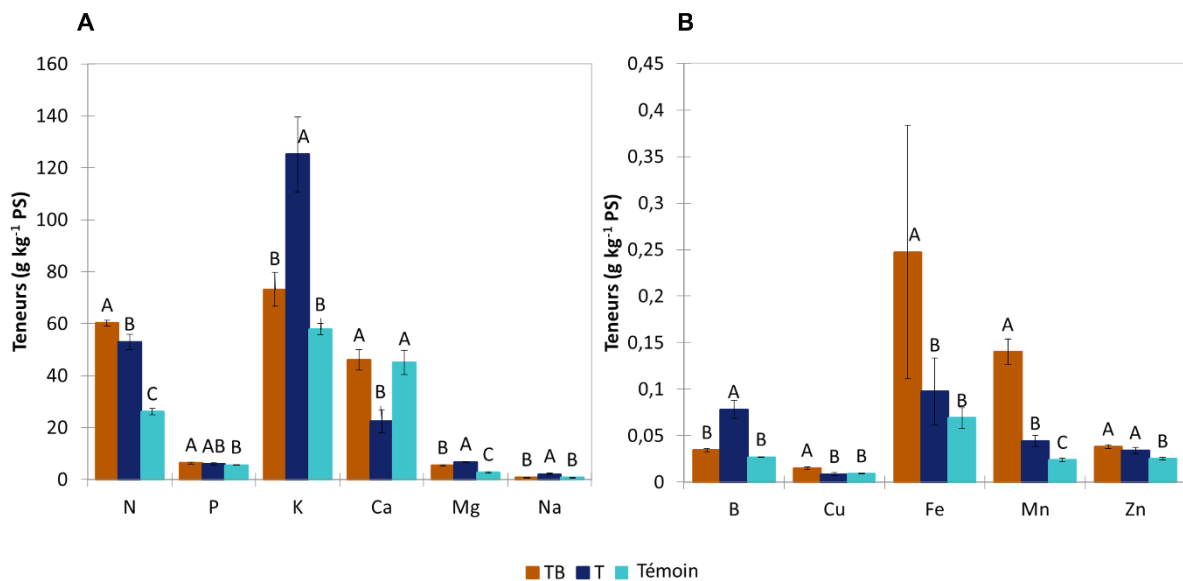 A
B
160
140
120
100
80
60
40
20
0
Teneurs (g kg⁻¹ PS)
A
B
C
A
AB
B
B
A
B
A
B
A
B
A
C
B
A
B
N
P
K
Ca
Mg
Na
0,45
0,4
0,35
0,3
0,25
0,2
0,15
0,1
0,05
0
Teneurs (g kg⁻¹ PS)
B
A
B
A
B
B
A
B
B
A
B
C
A
A
B
B
Cu
Fe
Mn
Zn
TB T Témoin